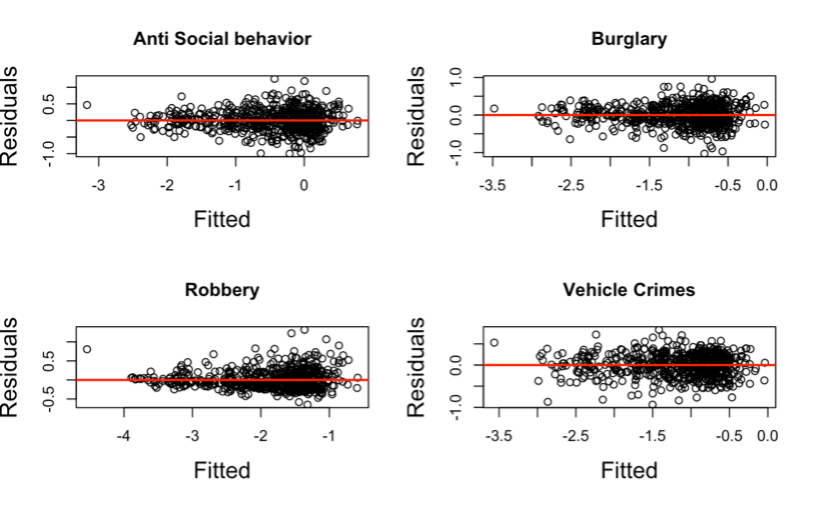 Anti Social behavior
Residuals
0.5
-1.0
-3 -2 -1 0
Fitted
Burglary
Residuals
1.0
0.0
-1.0
-3.5 -2.5 -1.5 -0.5 0.0
Fitted
Robbery
Residuals
0.5
-0.5
-4 -3 -2 -1
Fitted
Vehicle Crimes
Residuals
0.0
-1.0
-3.5 -2.5 -1.5 -0.5 0.0
Fitted